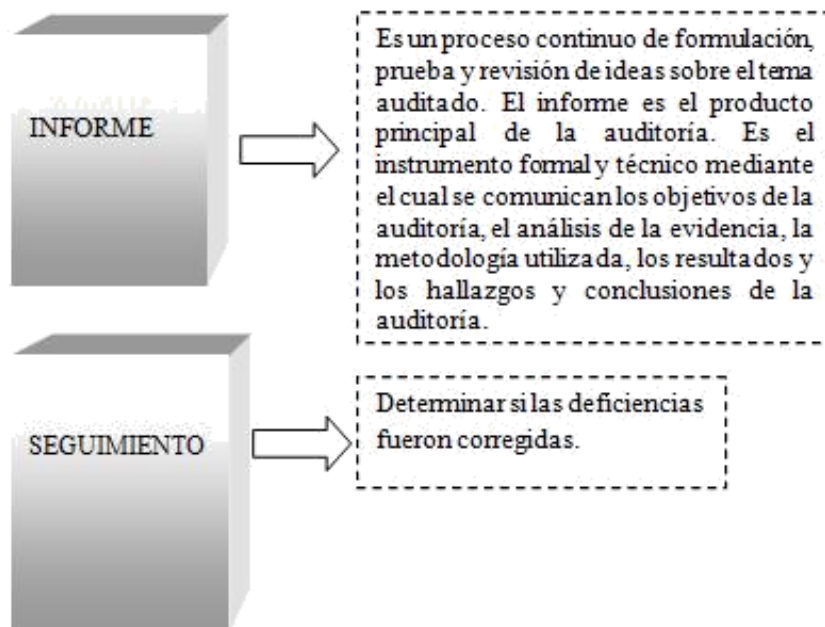 INFORME
Es un proceso continuo de formulación,
prueba y revisión de ideas sobre el tema
auditado. El informe es el producto
principal de la auditoría. Es el
instrumento formal y técnico mediante
el cual se comunican los objetivos de la
auditoría, el análisis de la evidencia, la
metodología utilizada, los resultados y
los hallazgos y conclusiones de la
auditoría.
SEGUIMIENTO
Determinar si las deficiencias
fueron corregidas.